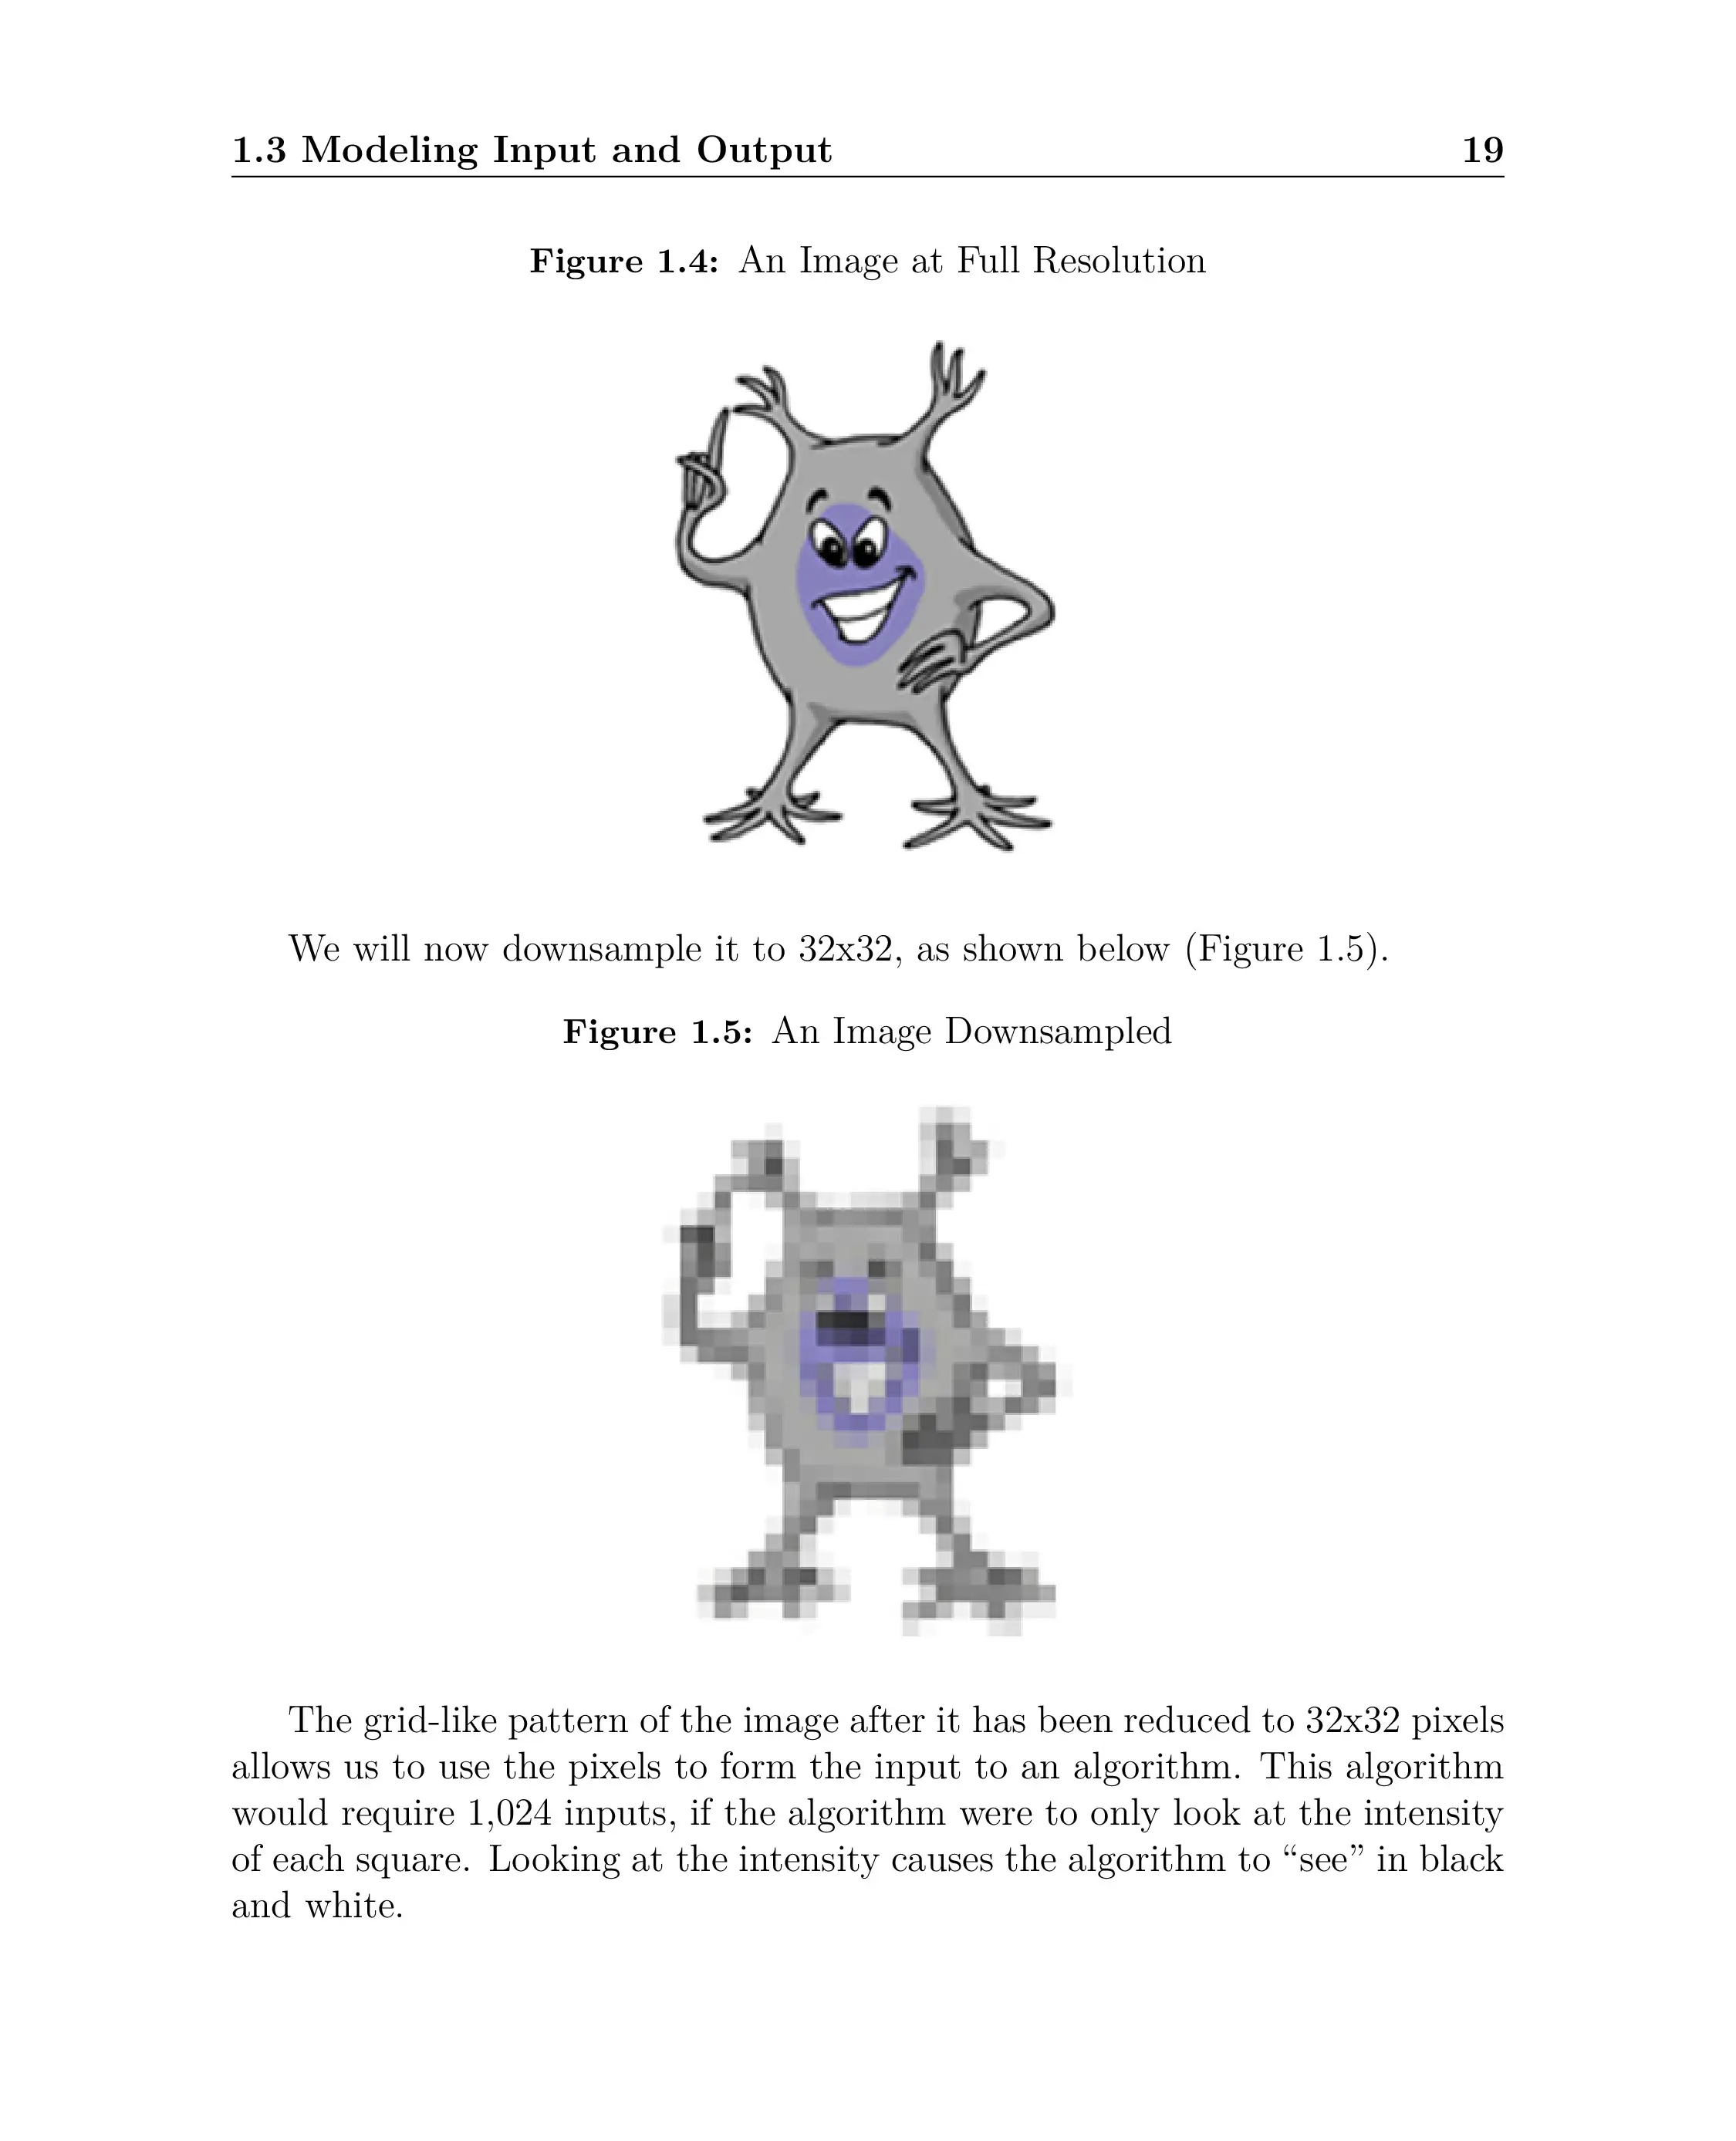 1.3 Modeling Input and Output 19
Figure 1.4: An Image at Full Resolution
We will now downsample it to 32x32, as shown below (Figure 1.5).
Figure 1.5: An Image Downsampled
The grid-like pattern of the image after it has been reduced to 32x32 pixels
allows us to use the pixels to form the input to an algorithm. This algorithm
would require 1,024 inputs, if the algorithm were to only look at the intensity
of each square. Looking at the intensity causes the algorithm to “see” in black
and white.